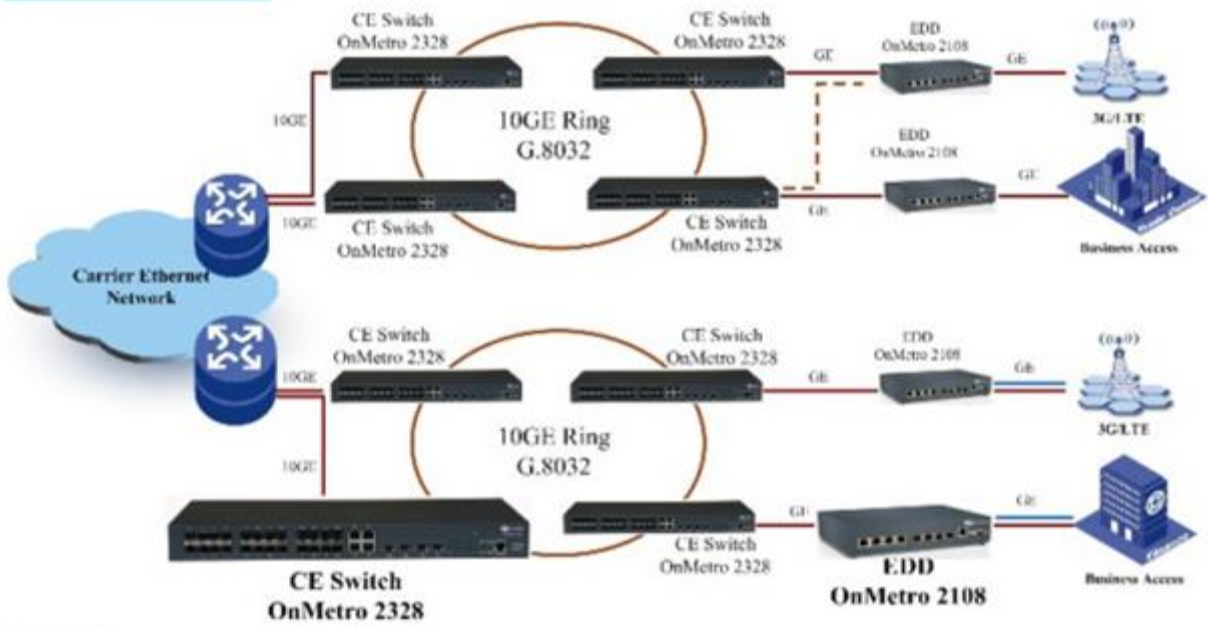 CE Switch
OnMetro 2328
CE Switch
OnMetro 2328
EDD
OnMetro 2108
GE
GE
10GE
10GE Ring
G.8032
3G/LTE
EDD
OnMetro 2108
GE
GE
10GE
CE Switch
OnMetro 2328
CE Switch
OnMetro 2328
Business Access
Carrier Ethernet
Network
CE Switch
OnMetro 2328
CE Switch
OnMetro 2328
EDD
OnMetro 2108
10GE
GE
GE
3G/LTE
10GE Ring
G.8032
10GE
GE
GE
CE Switch
OnMetro 2328
CE Switch
OnMetro 2328
EDD
OnMetro 2108
Business Access